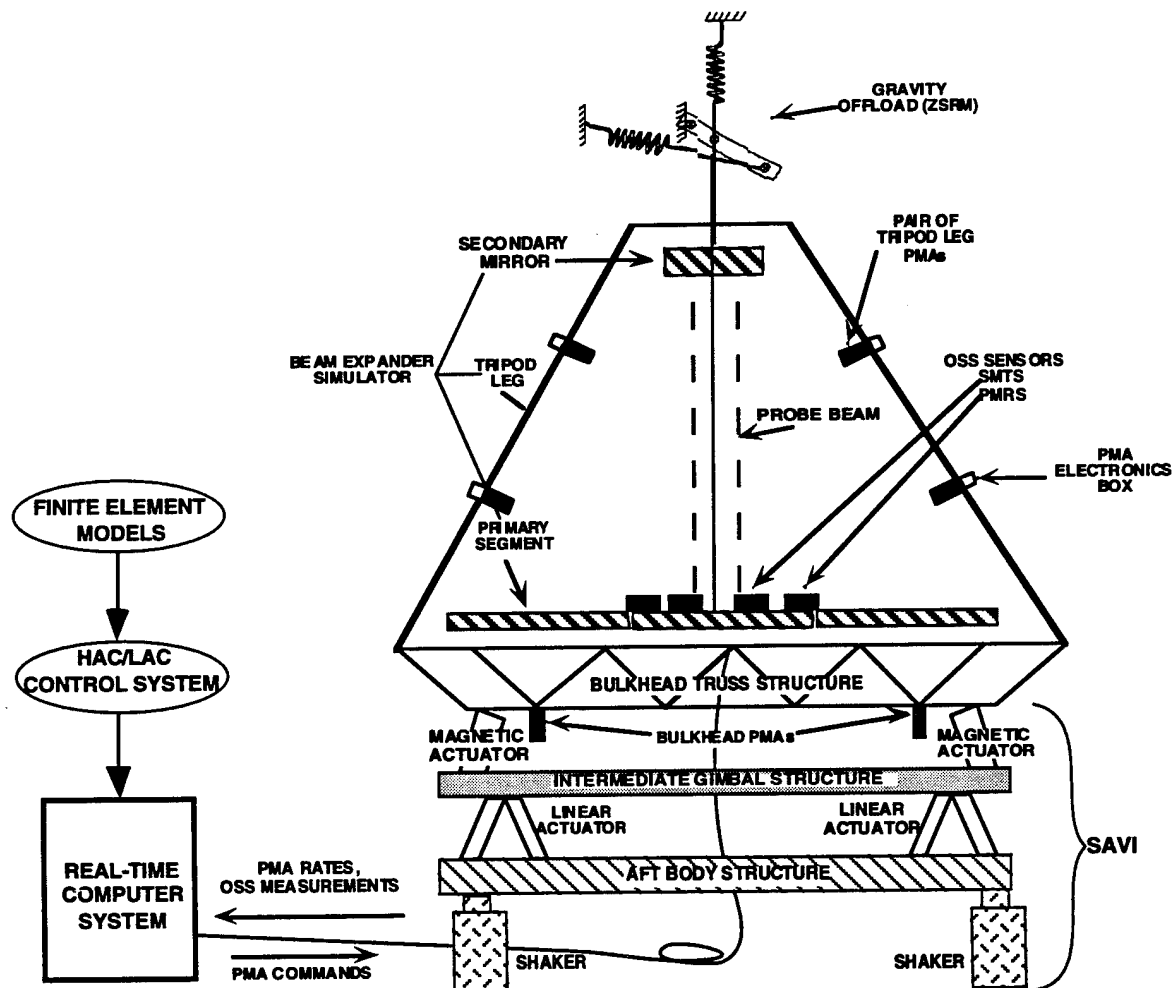 GRAVITY
OFFLOAD (ZSRM)
PAIR OF
TRIPOD LEG
PMAs
SECONDARY
MIRROR
BEAM EXPANDER
SIMULATOR
TRIPOD
LEG
OSS SENSORS
SMTS
PMRS
PROBE BEAM
PMA
ELECTRONICS
BOX
PRIMARY
SEGMENT
FINITE ELEMENT
MODELS
HAC/LAC
CONTROL SYSTEM
BULKHEAD TRUSS STRUCTURE
MAGNETIC
ACTUATOR
BULKHEAD PMAs
MAGNETIC
ACTUATOR
INTERMEDIATE GIMBAL STRUCTURE
LINEAR
ACTUATOR
LINEAR
ACTUATOR
SAVI
REAL-TIME
COMPUTER
SYSTEM
PMA RATES,
OSS MEASUREMENTS
AFT BODY STRUCTURE
PMA COMMANDS
SHAKER
SHAKER